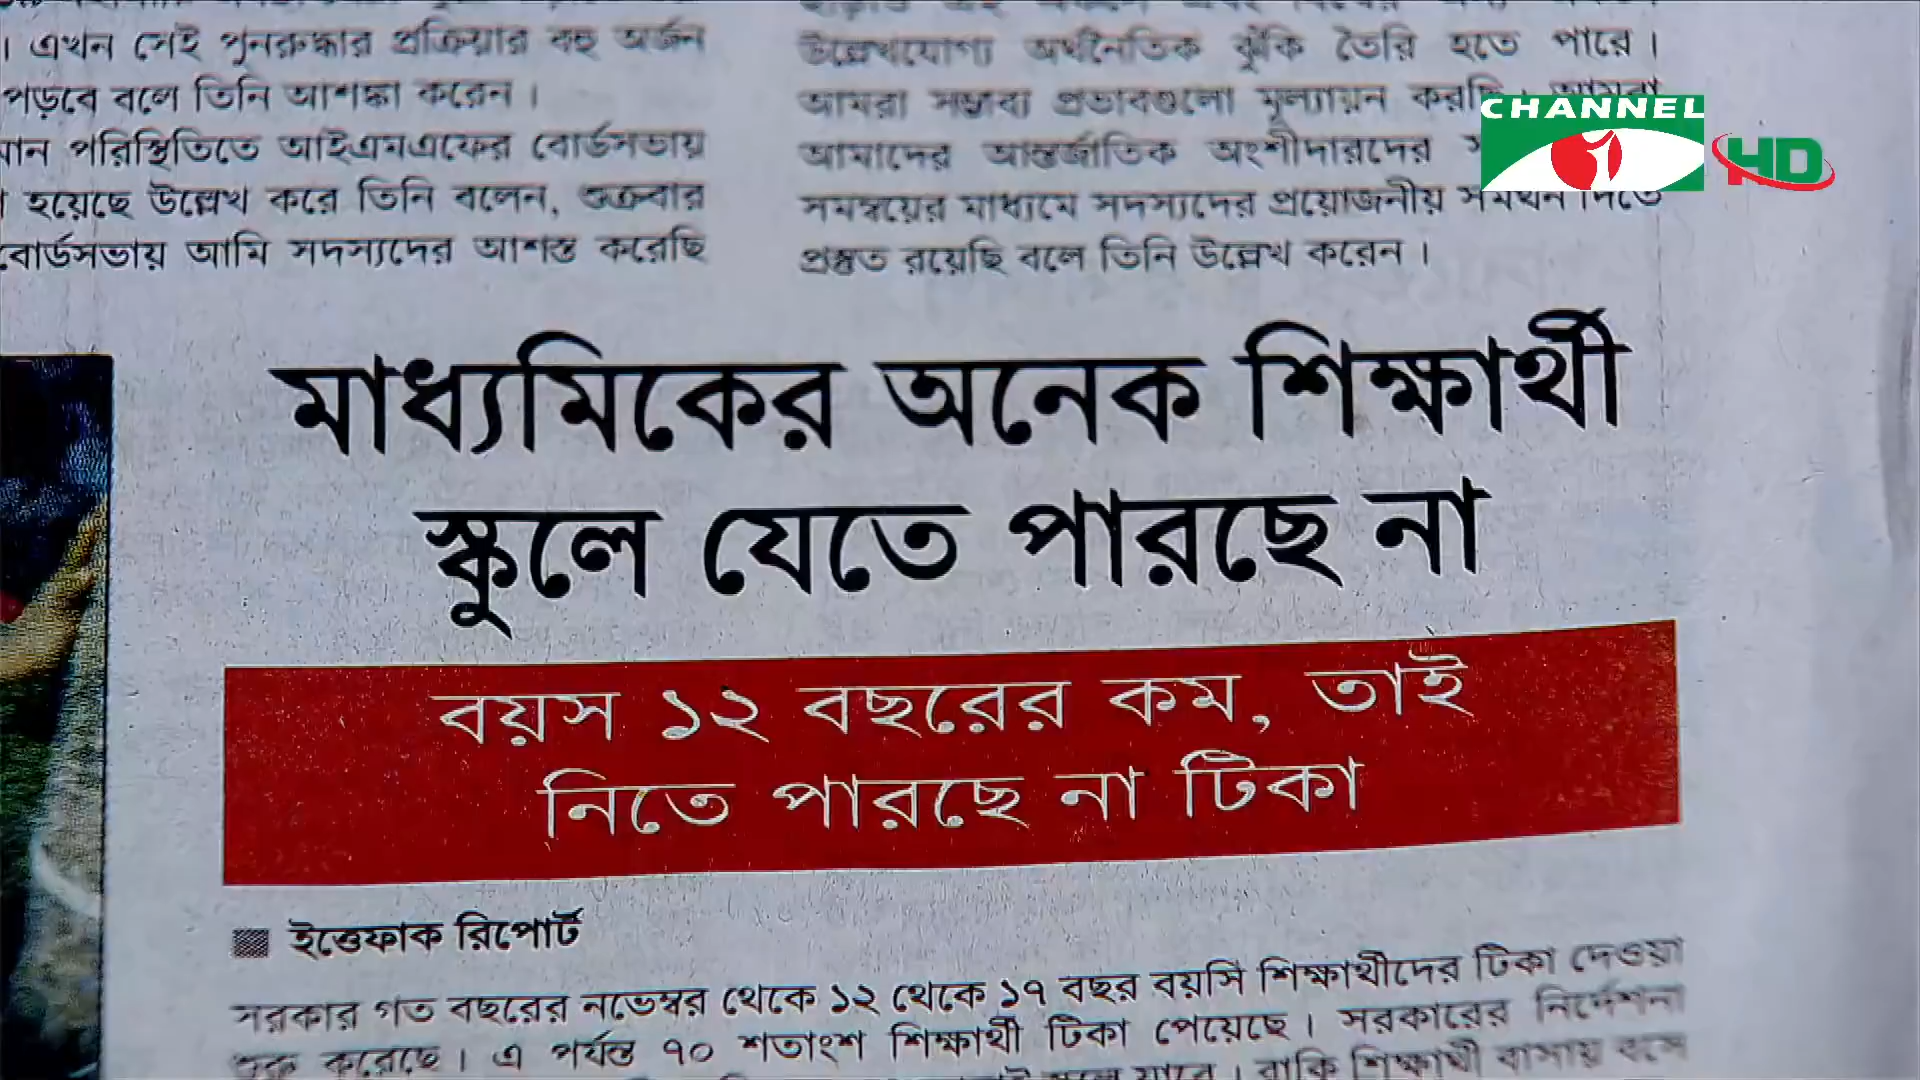 । এখন সেই পুনরুদ্ধার প্রক্রিয়ার বহু অর্জন
পড়বে বলে তিনি আশঙ্কা করেন।
পরিস্থিতিতে আইএমএফের বোর্ডসভায়
হয়েছে উল্লেখ করে তিনি বলেন, শুক্রবার
বোর্ডসভায় আমি সদস্যদের আশস্ত করেছি
উল্লেখযোগ্য অর্থনৈতিক ঝুঁকি তৈরি হতে পারে।
আমরা সম্ভাব্য প্রভাবগুলো মূল্যায়ন করছি। আমরা
আমাদের আন্তর্জাতিক অংশীদারদের
সমন্বয়ের মাধ্যমে সদস্যদের প্রয়োজনীয় সমর্থন দিতে
প্রস্তুত রয়েছি বলে তিনি উল্লেখ করেন।
CHANNEL
HD
মাধ্যমিকের অনেক শিক্ষার্থী
স্কুলে যেতে পারছে না
বয়স ১২ বছরের কম, তাই
নিতে পারছে না টিকা
ইত্তেফাক রিপোর্ট
সরকার গত বছরের নভেম্বর থেকে ১২ থেকে ১৭ বছর বয়সি শিক্ষার্থীদের টিকা দেওয়া
শুরু করেছে। এ পর্যন্ত ৭০ শতাংশ শিক্ষার্থী টিকা পেয়েছে। সরকারের নির্দেশনা
বাকি শিক্ষার্থী বাসায় বসে